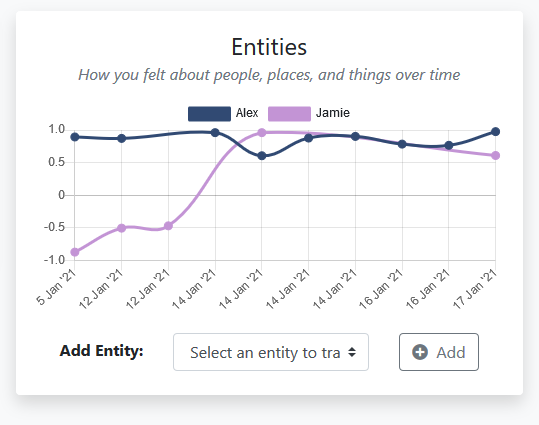 Entities
How you felt about people, places, and things over time
Alex Jamie
1.0
0.5
0
-0.5
-1.0
5 Jan '21 12 Jan '21 12 Jan '21 14 Jan '21 14 Jan '21 14 Jan '21 14 Jan '21 16 Jan '21 16 Jan '21 17 Jan '21
Add Entity: Select an entity to tra Add